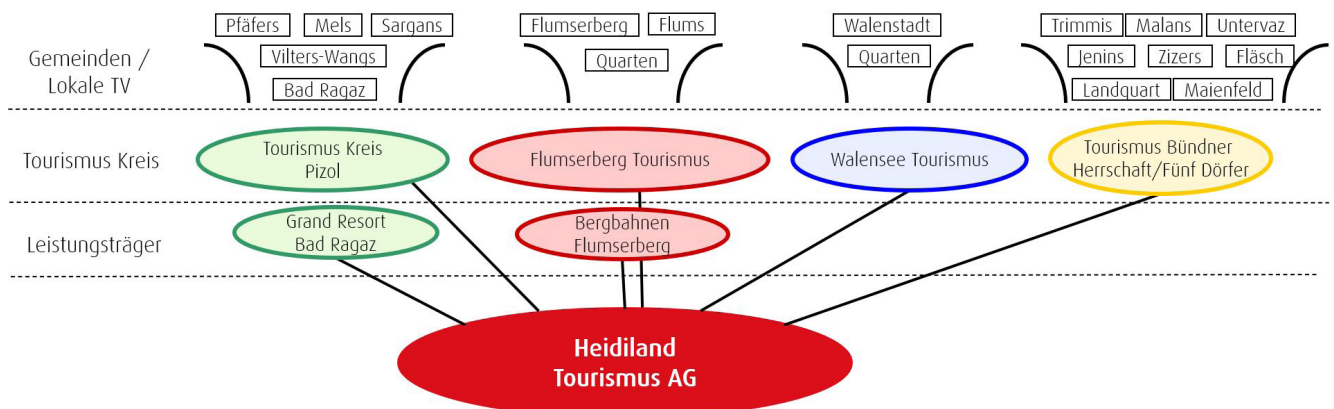 Pfäfers Mels Sargans Flumserberg Flums Walenstadt Trimmis Malans Untervaz
Gemeinden / Vilters-Wangs Quarten Quarten Jenins Zizers Fläsch
Lokale TV Bad Ragaz Landquart Maienfeld
Tourismus Kreis
Tourismus Kreis
Pizol
Flumserberg Tourismus
Walensee Tourismus
Tourismus Bündner
Herrschaft/Fünf Dörfer
Leistungsträger
Grand Resort
Bad Ragaz
Bergbahnen
Flumserberg
Heidiland
Tourismus AG